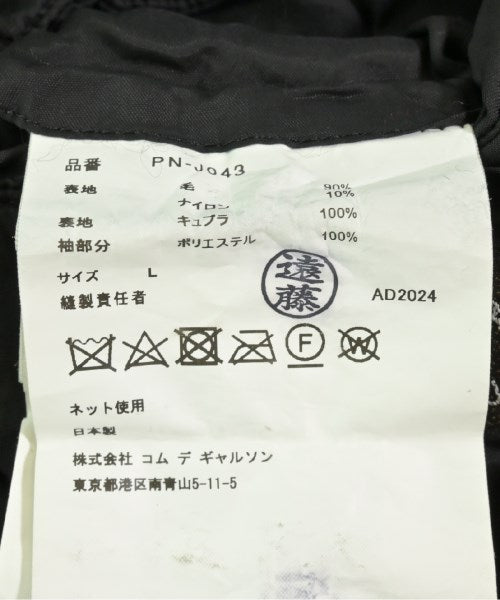 品番 PN-J043
表地 毛 90%
ナイロン 10%
裏地 キュプラ 100%
袖部分 ポリエステル 100%
サイズ L
縫製責任者 遠藤 AD2024
F
W
ネット使用
日本製
株式会社 コム デ ギャルソン
東京都港区南青山5-11-5